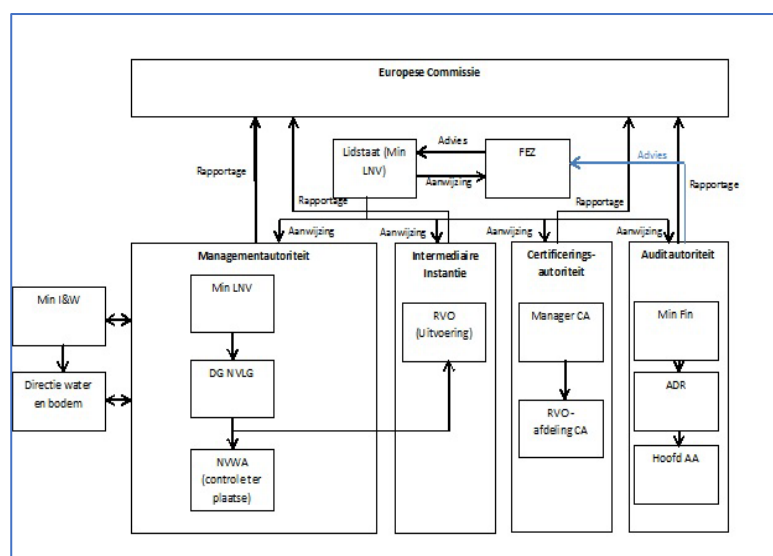 Europese Commissie
Lidstaat (Min
LNV)
Advies
FEZ
Advies
Aanwijzing
Rapportage
Rapportage
Rapportage
Rapportage
Aanwijzing
Aanwijzing
Aanwijzing
Aanwijzing
Managementautoriteit
Intermediaire
Instantie
Certificerings-
autoriteit
Auditautoriteit
Min I&W
Directie water
en bodem
Min LNV
DG NVLG
NVWA
(controle ter
plaatse)
RVO
(Uitvoering)
Manager CA
RVO-
afdeling CA
Min Fin
ADR
Hoofd AA